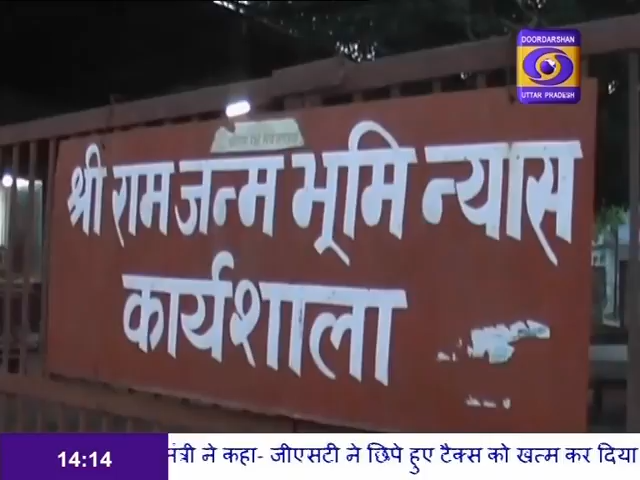 DOORDARSHAN
UTTAR PRADESH
श्री राम जन्म भूमि न्यास
कार्यशाला
14:14
ने कहा- जीएसटी ने छिपे हुए टैक्स को खत्म कर दिया